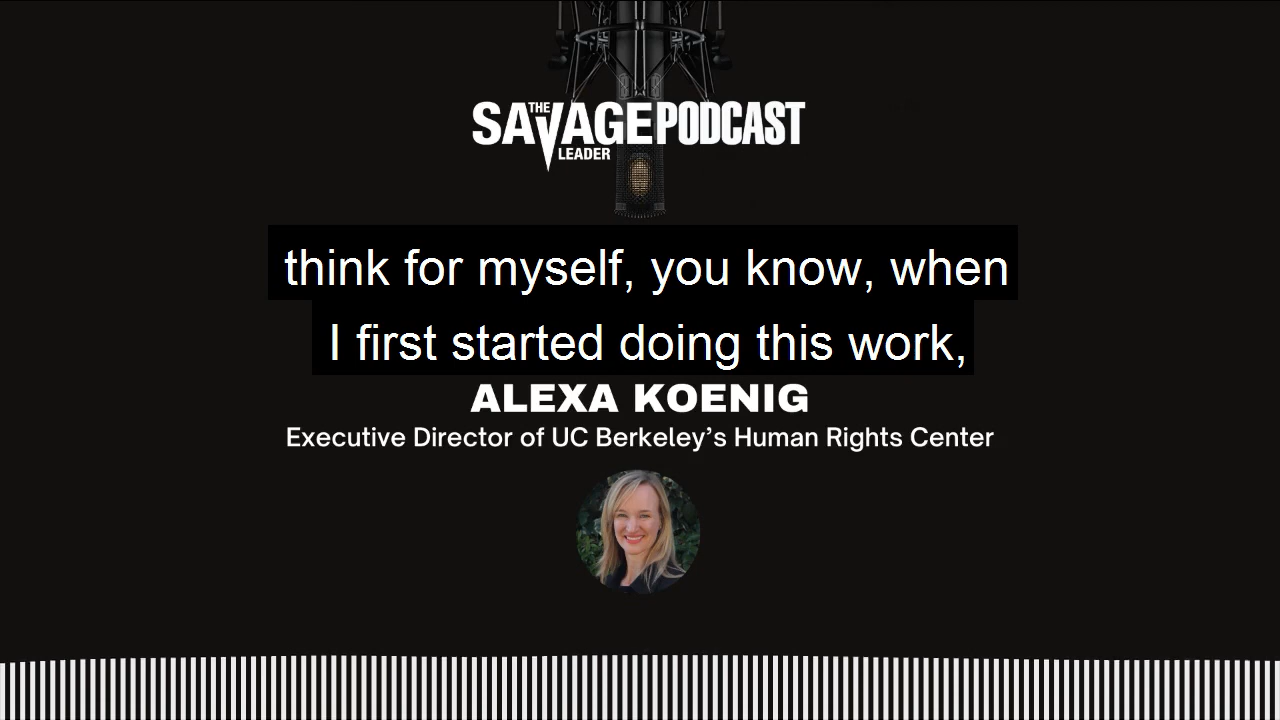 THE
SAVAGE PODCAST
LEADER
think for myself, you know, when
I first started doing this work,
ALEXA KOENIG
Executive Director of UC Berkeley’s Human Rights Center